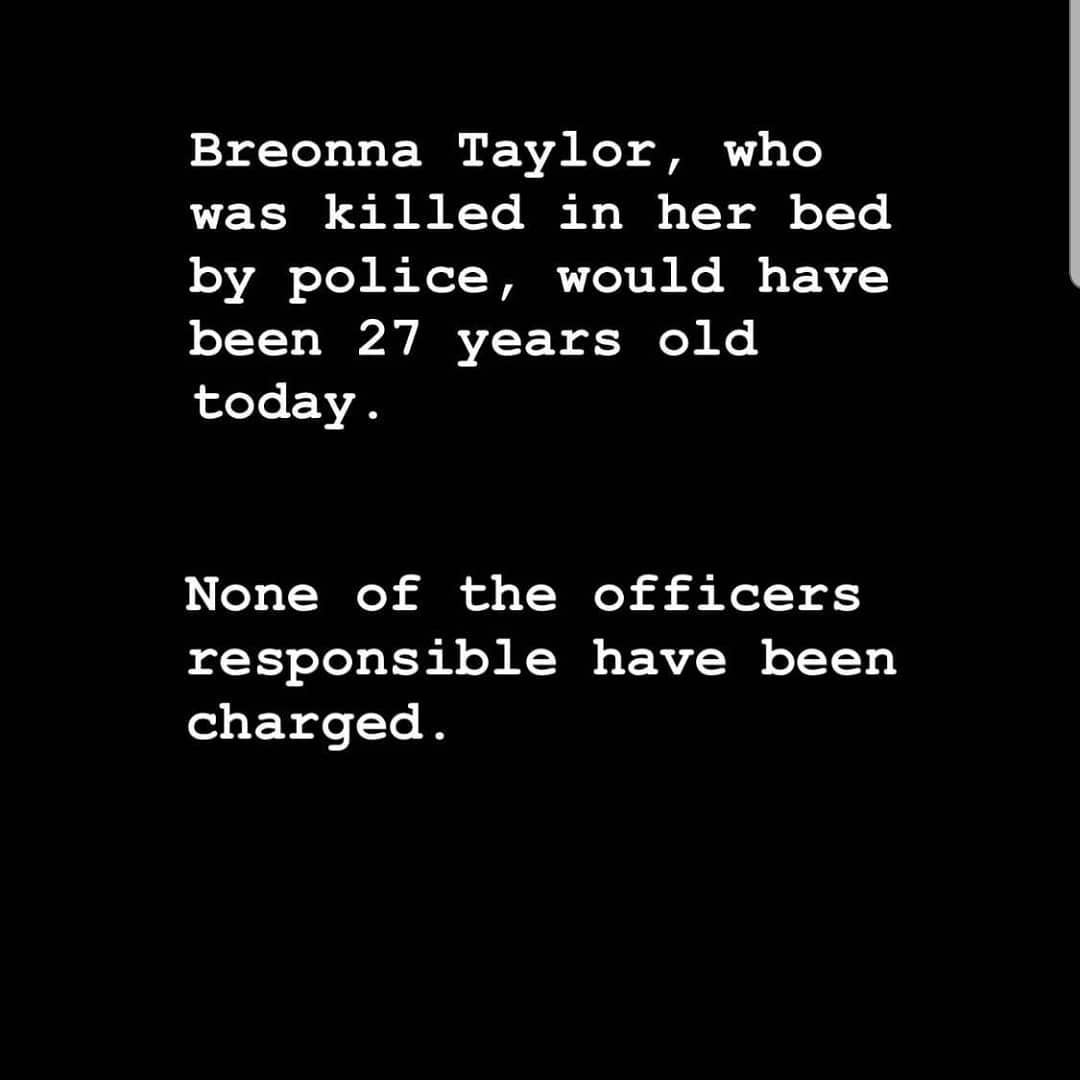 Breonna Taylor, who
was killed in her bed
by police, would have
been 27 years old
today.
None of the officers
responsible have been
charged.